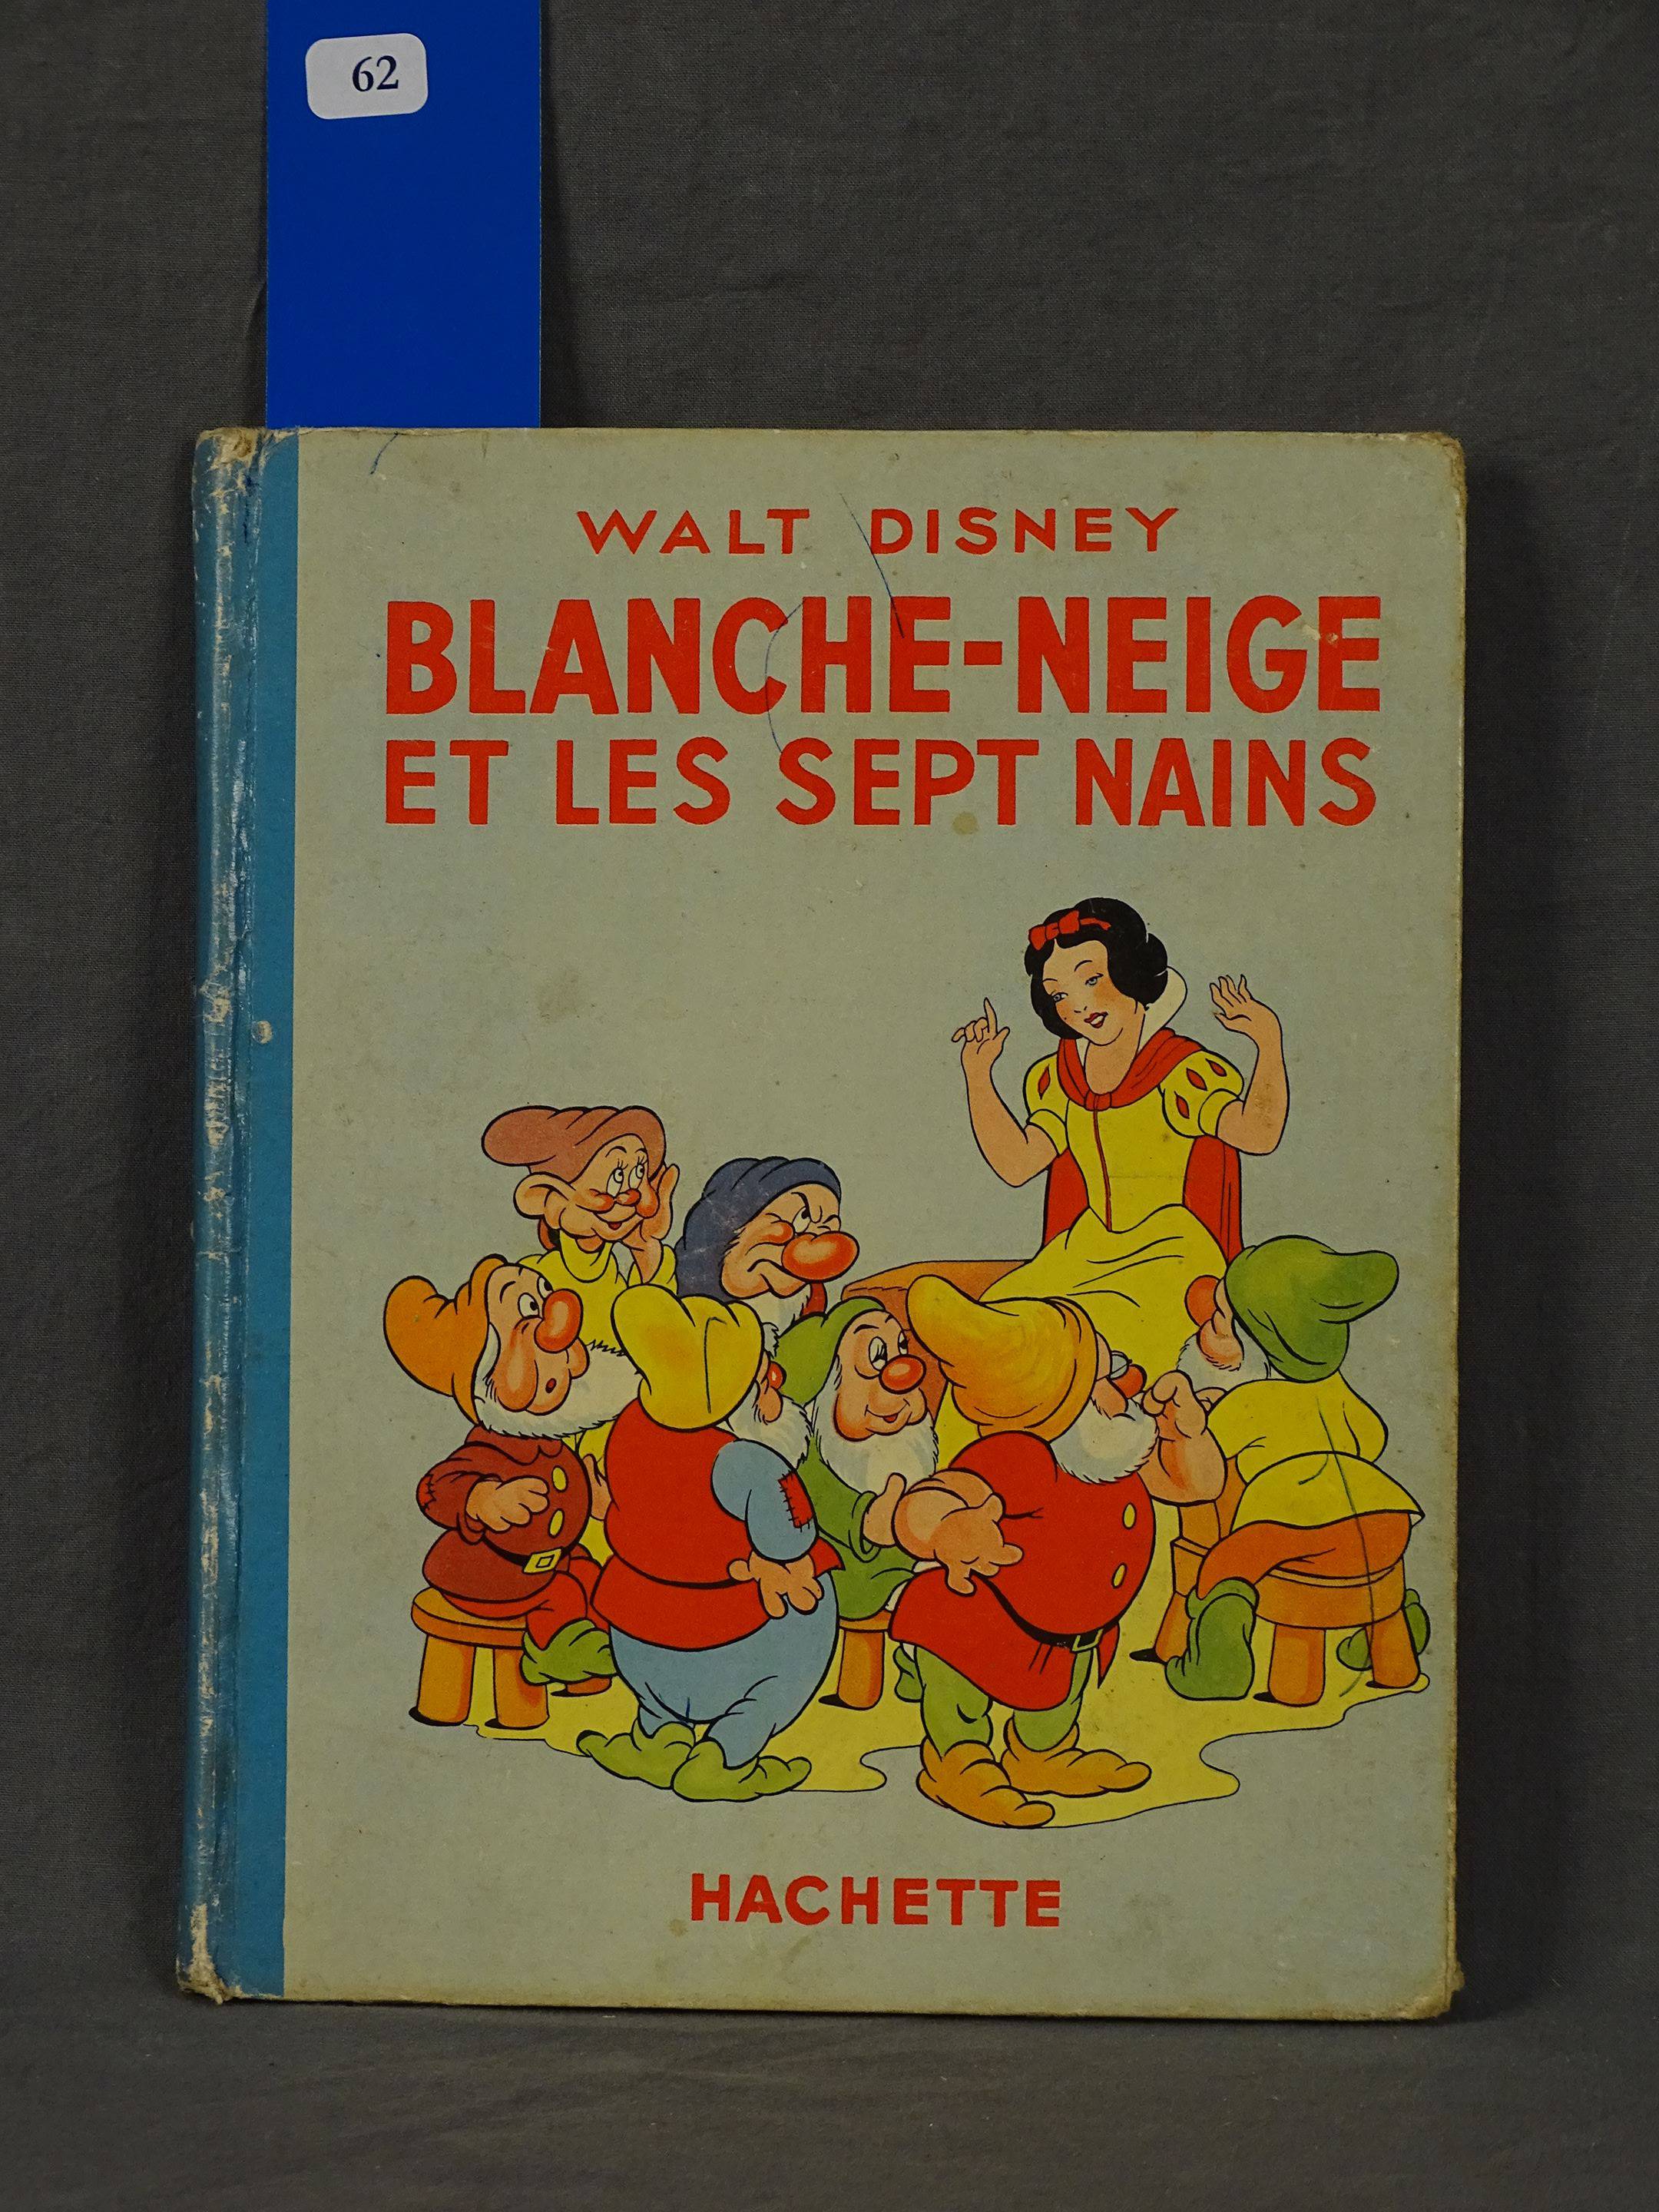 62
WALT DISNEY
BLANCHE-NEIGE
ET LES SEPT NAINS
HACHETTE